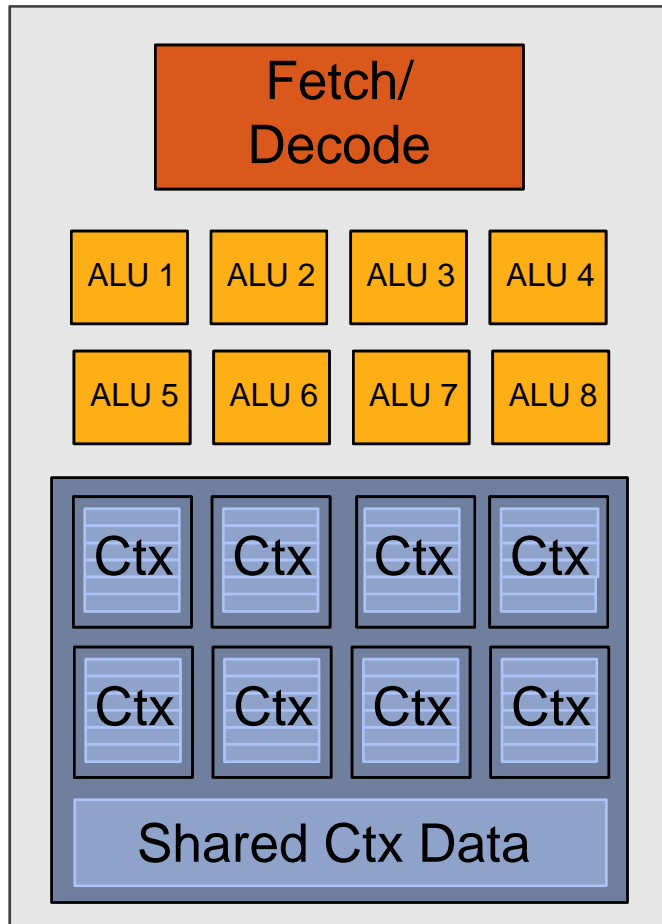 Fetch/
Decode
ALU 1 ALU 2 ALU 3 ALU 4
ALU 5 ALU 6 ALU 7 ALU 8
Ctx Ctx Ctx Ctx
Ctx Ctx Ctx Ctx
Shared Ctx Data